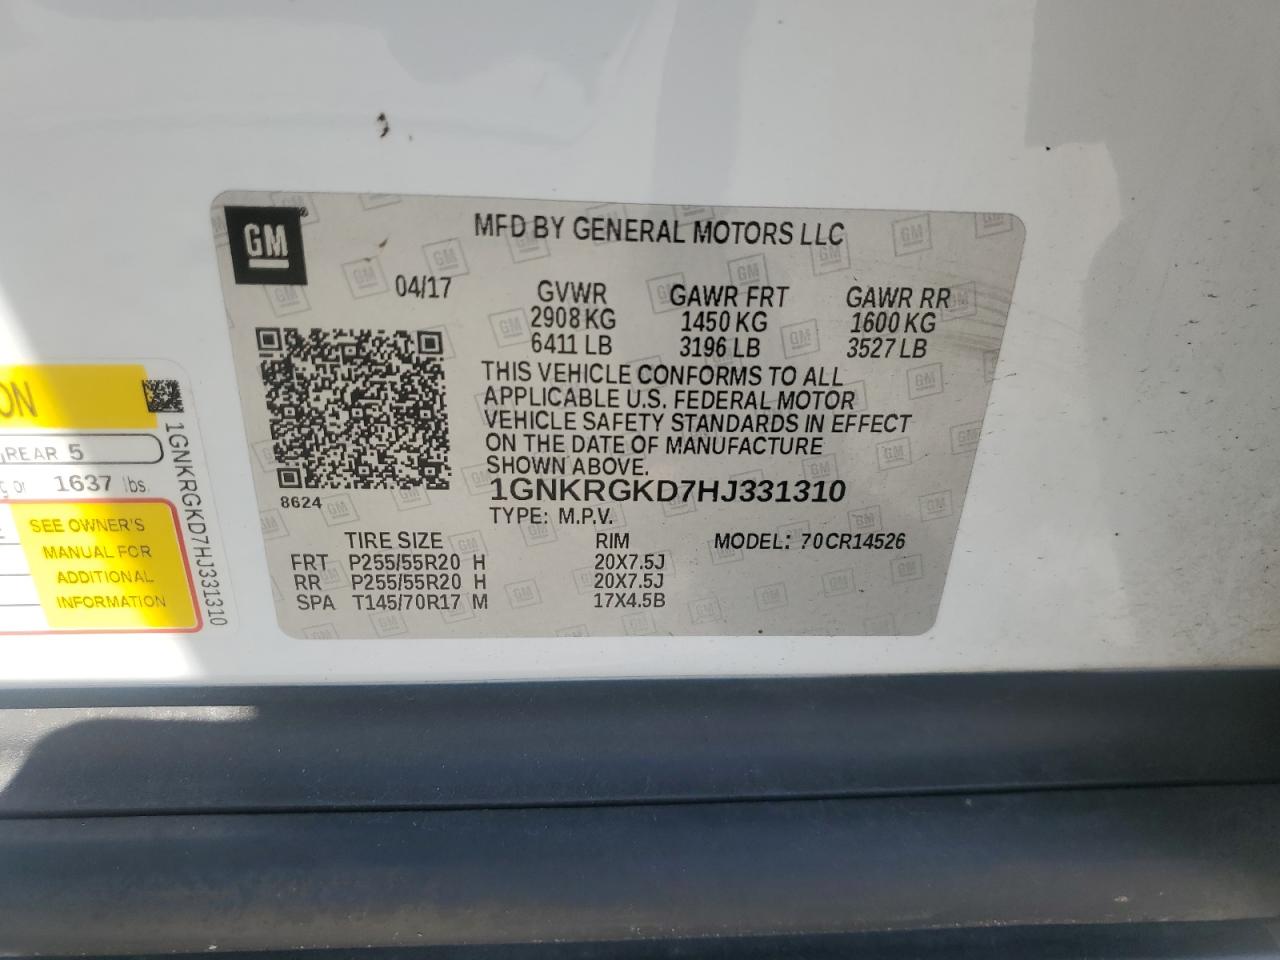 GM
MFD BY GENERAL MOTORS LLC
04/17
GVWR GAWR FRT GAWR RR
2908 KG 1450 KG 1600 KG
6411 LB 3196 LB 3527 LB
THIS VEHICLE CONFORMS TO ALL
APPLICABLE U.S. FEDERAL MOTOR
VEHICLE SAFETY STANDARDS IN EFFECT
ON THE DATE OF MANUFACTURE
SHOWN ABOVE.
8624
1GNKRGKD7HJ331310
TYPE: M.P.V.
TIRE SIZE RIM MODEL: 70CR14526
FRT P255/55R20 H 20X7.5J
RR P255/55R20 H 20X7.5J
SPA T145/70R17 M 17X4.5B
ON
REAR 5
1637 lbs.
SEE OWNER'S
MANUAL FOR
ADDITIONAL
INFORMATION
1GNKRGKD7HJ331310